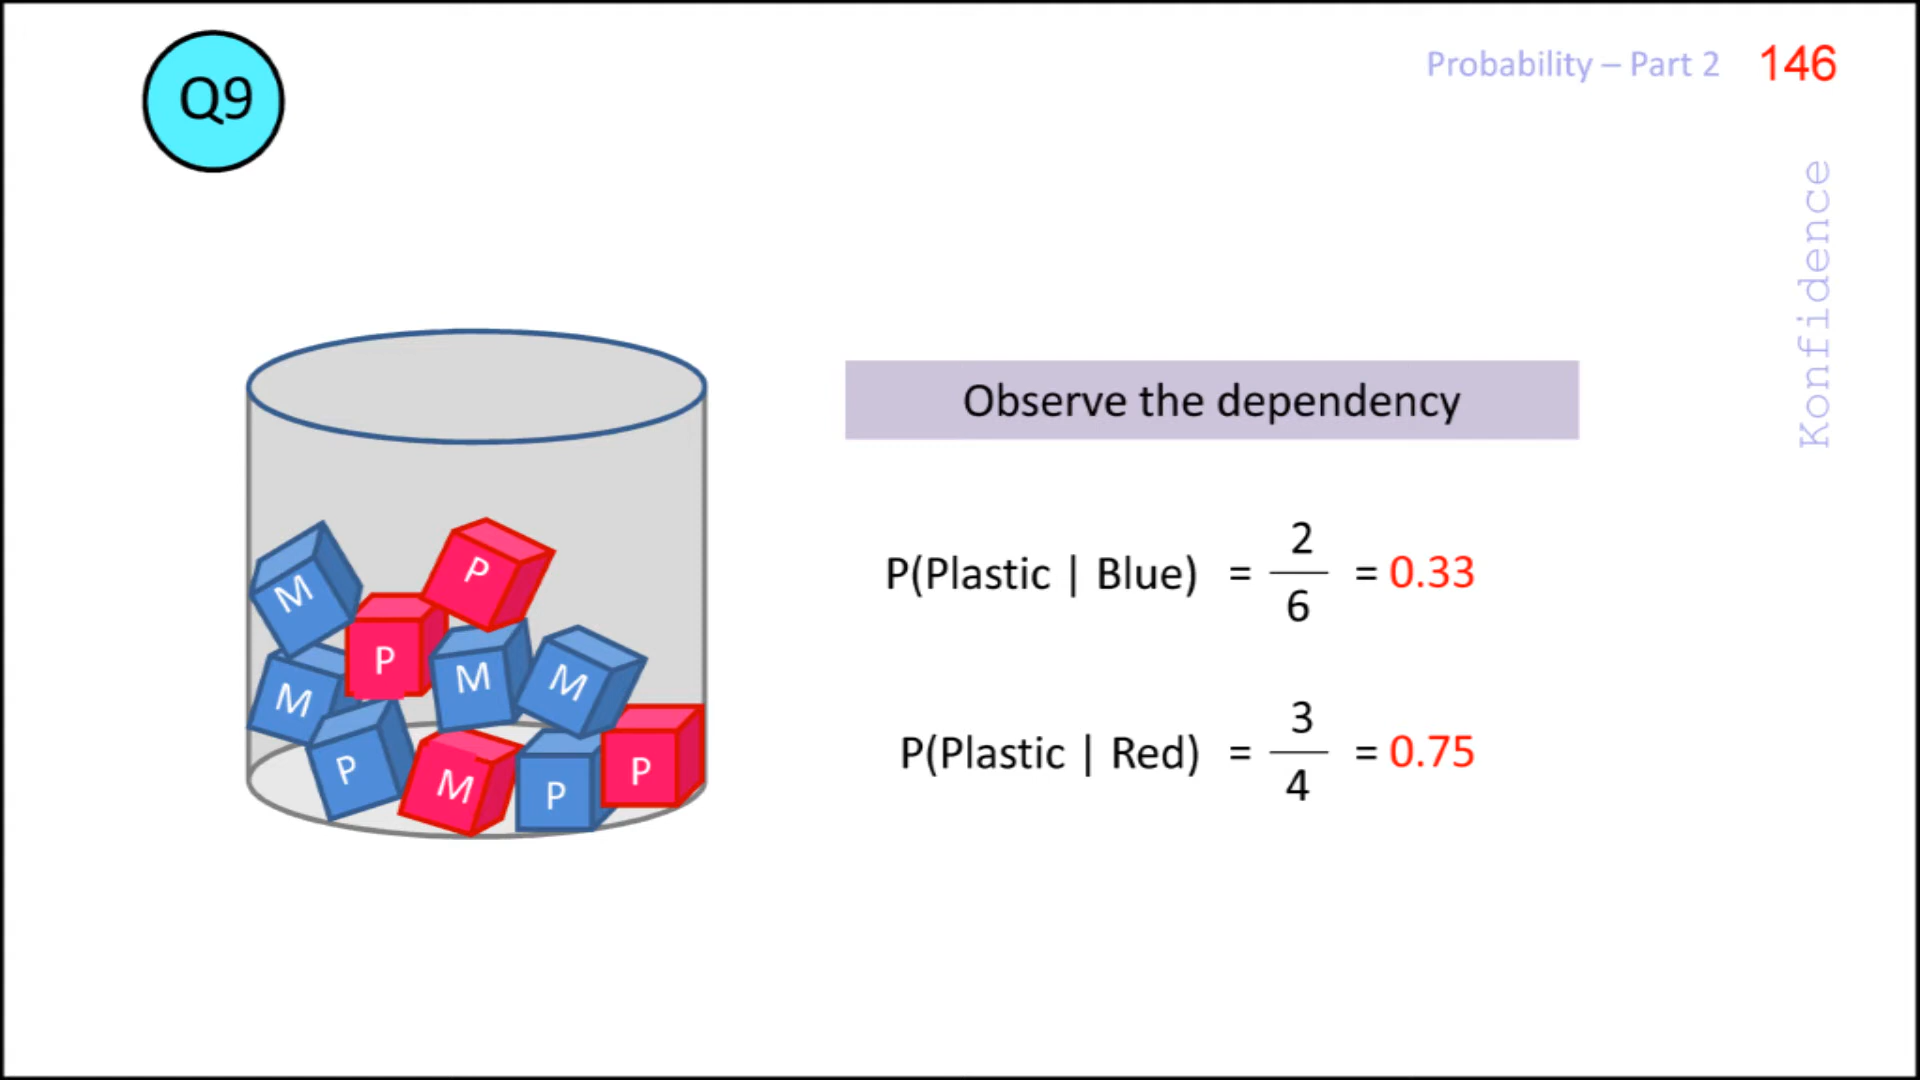 Q9
Probability – Part 2 146
Konfidence
Observe the dependency
P(Plastic | Blue) = 2/6 = 0.33
P(Plastic | Red) = 3/4 = 0.75
M
P
P
M
M
M
P
M
P
P